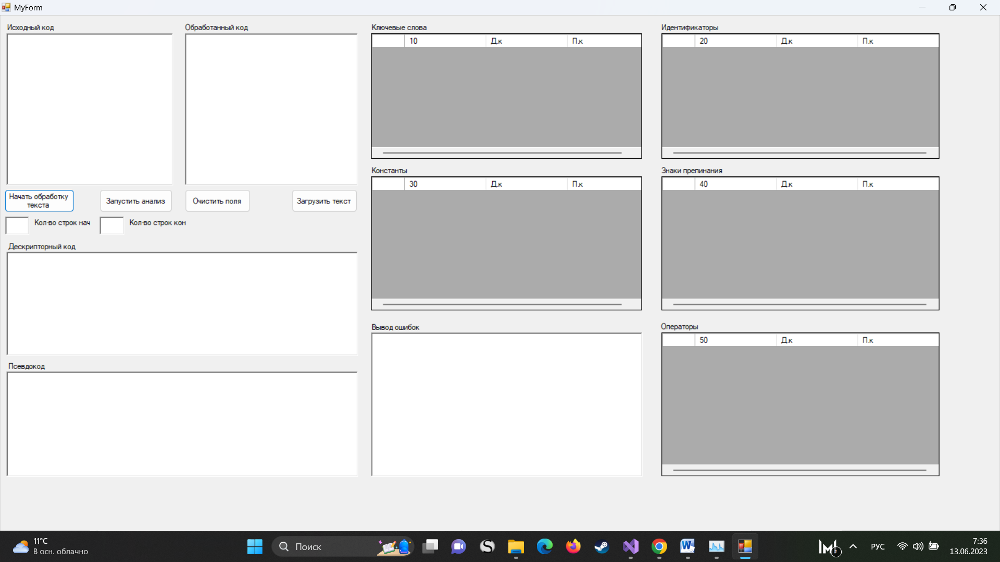 MyForm
Исходный код
Обработанный код
Ключевые слова
10 Д.к П.к
Идентификаторы
20 Д.к П.к
Константы
30 Д.к П.к
Знаки препинания
40 Д.к П.к
Начать обработку
текста
Запустить анализ
Очистить поля
Загрузить текст
Кол-во строк нач
Кол-во строк кон
Дескрипторный код
Псевдокод
Вывод ошибок
Операторы
50 Д.к П.к
11°C
В осн. облачно
Поиск
2
РУС
7:36
13.06.2023